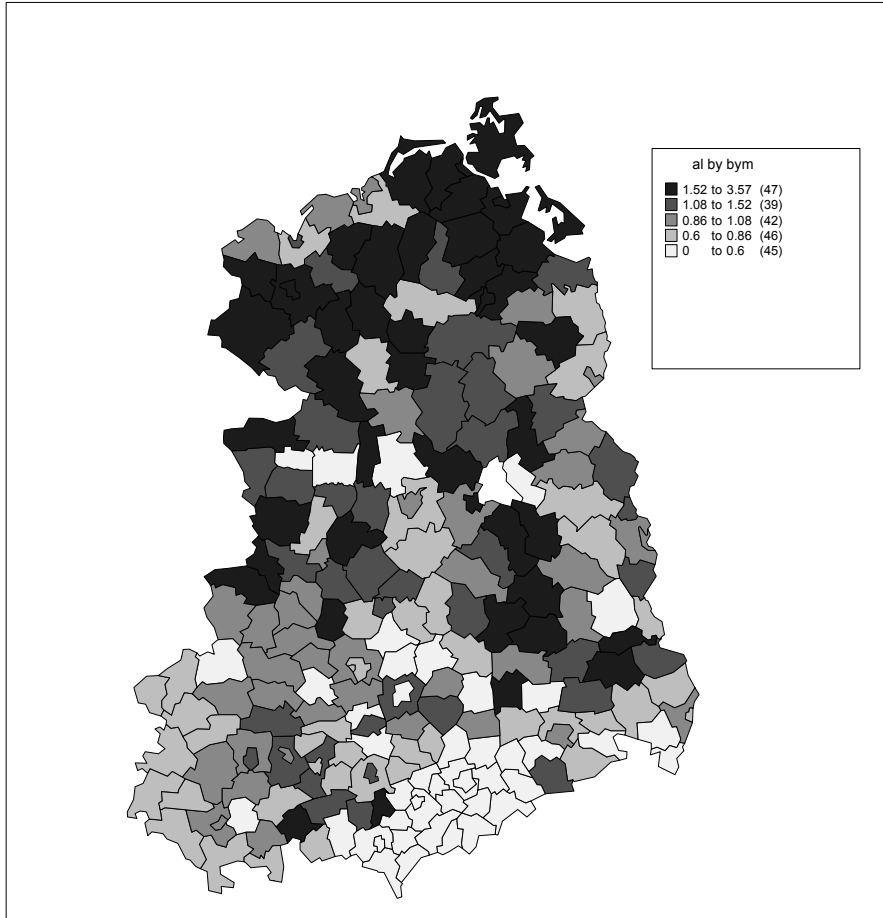 al by bym
1.52 to 3.57 (47)
1.08 to 1.52 (39)
0.86 to 1.08 (42)
0.6 to 0.86 (46)
0 to 0.6 (45)